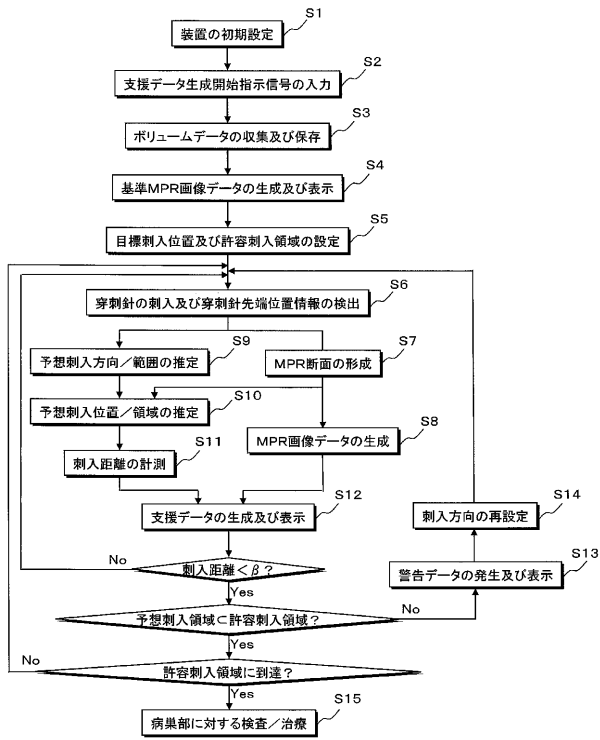 S1
装置の初期設定
S2
支援データ生成開始指示信号の入力
S3
ボリュームデータの収集及び保存
S4
基準MPR画像データの生成及び表示
S5
目標刺入位置及び許容刺入領域の設定
S6
穿刺針の刺入及び穿刺針先端位置情報の検出
S9
予想刺入方向／範囲の推定
S7
MPR断面の形成
S10
予想刺入位置／領域の推定
S8
MPR画像データの生成
S11
刺入距離の計測
S12
支援データの生成及び表示
S14
刺入方向の再設定
S13
警告データの発生及び表示
No
刺入距離＜β？
Yes
予想刺入領域⊂許容刺入領域？
No
Yes
No
許容刺入領域に到達？
Yes
S15
病巣部に対する検査／治療